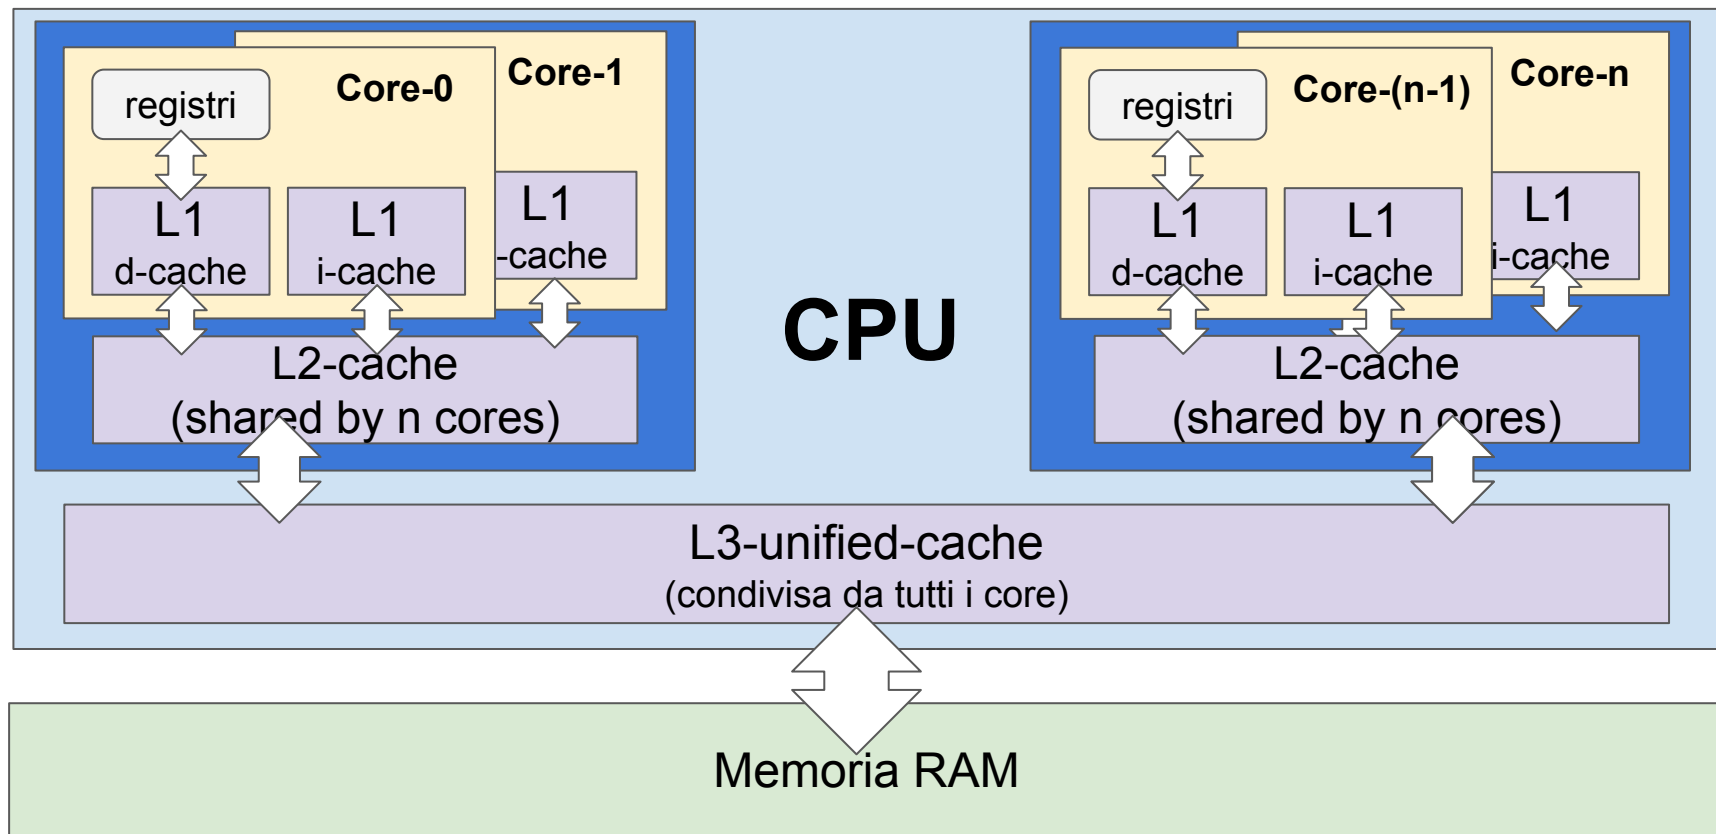 Core-0
Core-1
registri
L1
d-cache
L1
i-cache
L1
-cache
L2-cache
(shared by n cores)
CPU
Core-(n-1)
Core-n
registri
L1
d-cache
L1
i-cache
L1
i-cache
L2-cache
(shared by n cores)
L3-unified-cache
(condivisa da tutti i core)
Memoria RAM